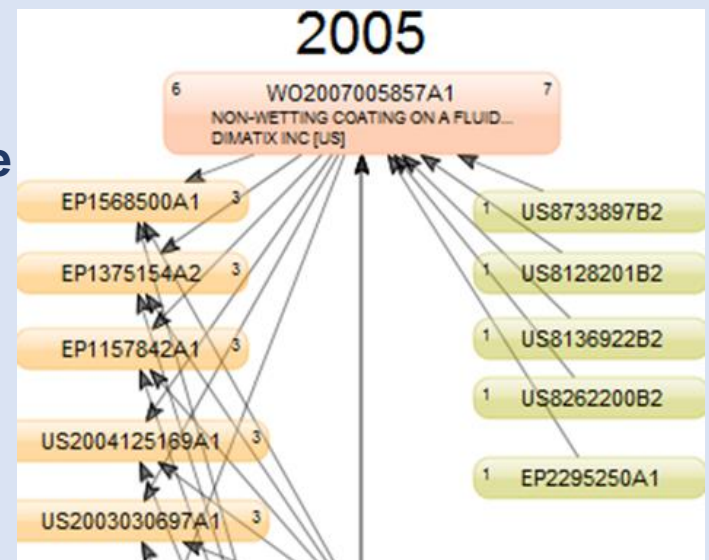 2005
6 WO2007005857A1 7
NON-WETTING COATING ON A FLUID...
DIMATIX INC [US]
e
EP1568500A1 3
EP1375154A2 3
EP1157842A1 3
US2004125169A1 3
US2003030697A1 3
1 US8733897B2
1 US8128201B2
1 US8136922B2
1 US8262200B2
1 EP2295250A1